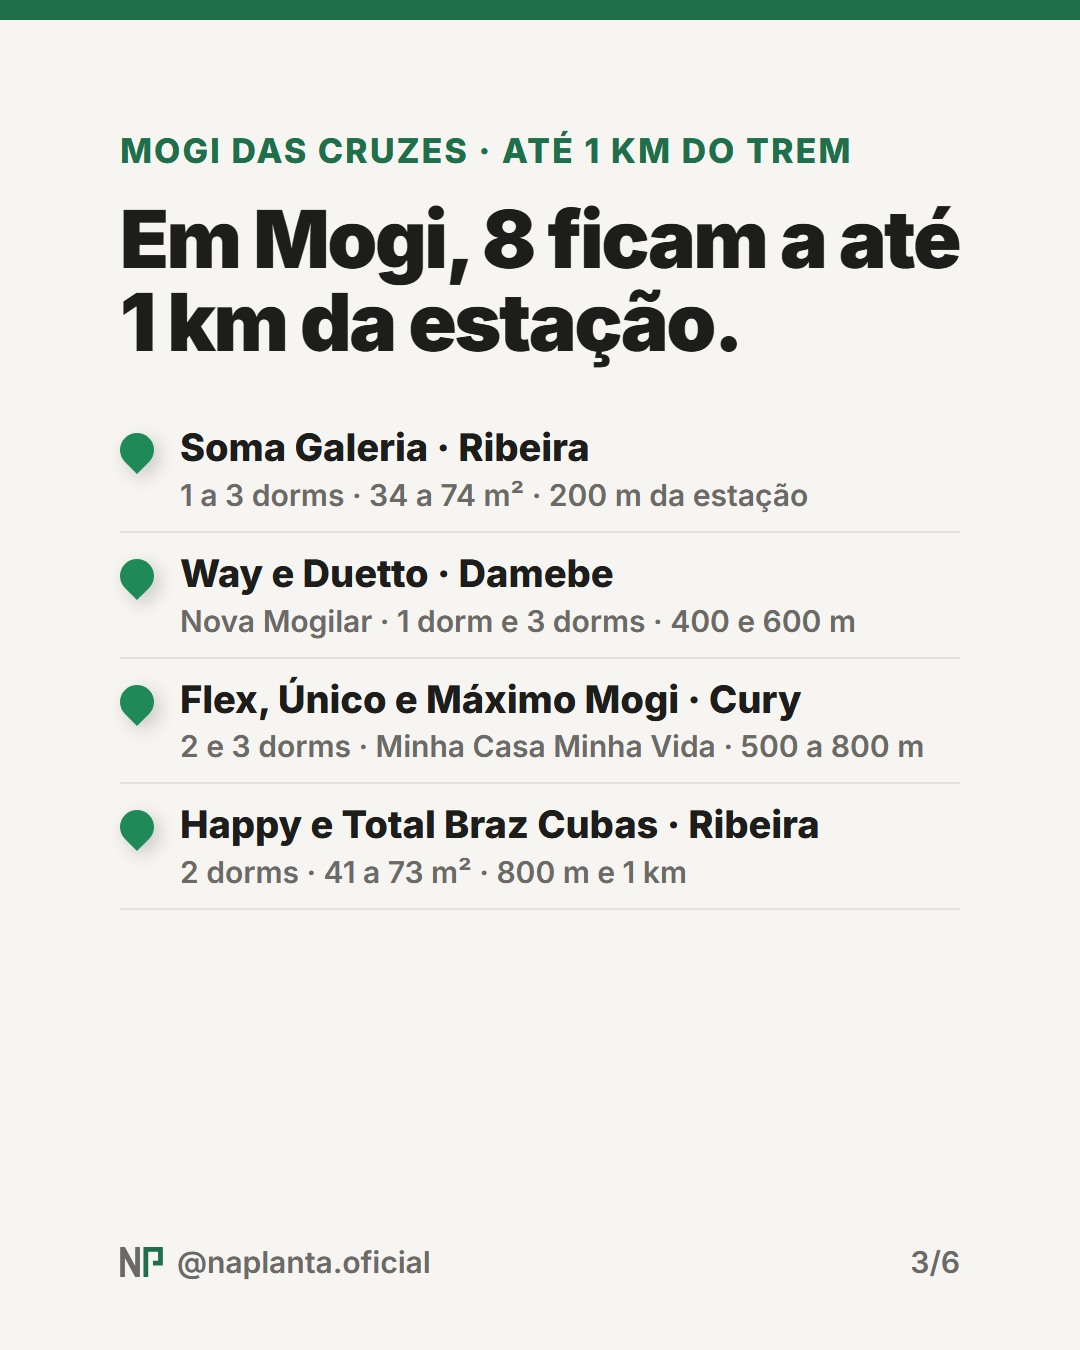 MOGI DAS CRUZES · ATÉ 1 KM DO TREM
Em Mogi, 8 ficam a até
1 km da estação.
Soma Galeria · Ribeira
1 a 3 dorms · 34 a 74 m² · 200 m da estação
Way e Duetto · Damebe
Nova Mogilar · 1 dorm e 3 dorms · 400 e 600 m
Flex, Único e Máximo Mogi · Cury
2 e 3 dorms · Minha Casa Minha Vida · 500 a 800 m
Happy e Total Braz Cubas · Ribeira
2 dorms · 41 a 73 m² · 800 m e 1 km
NP @naplanta.oficial
3/6